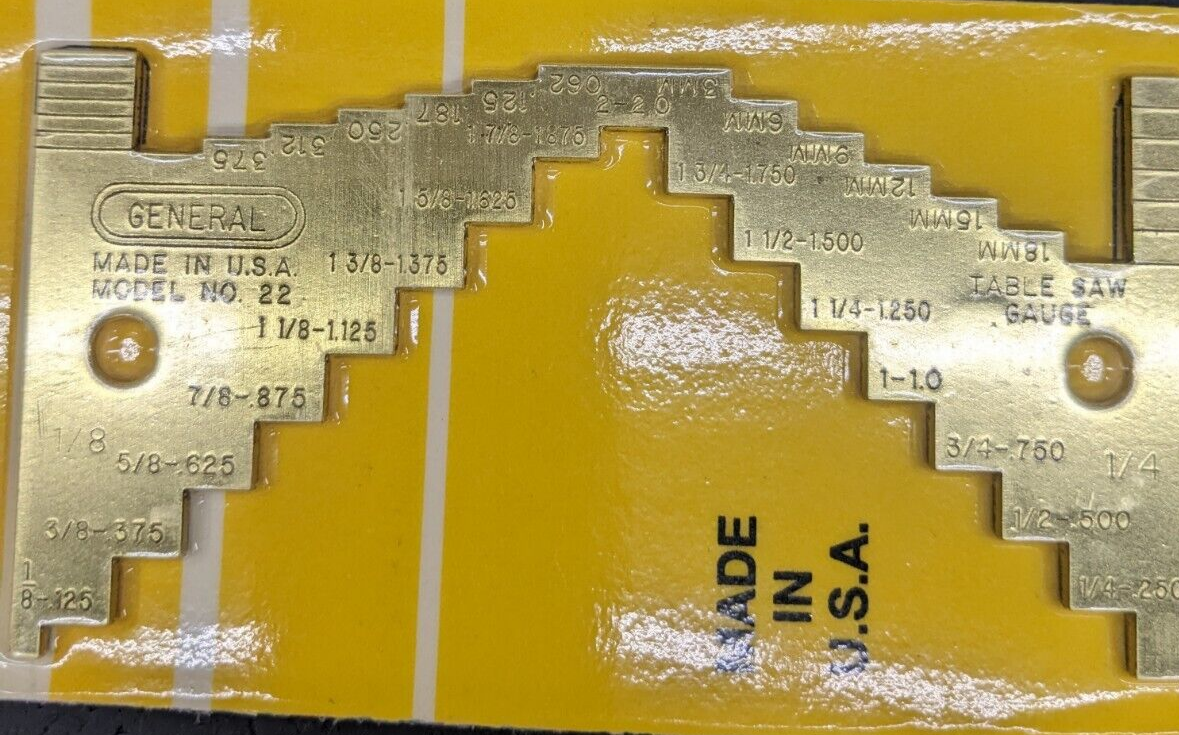 3MM
062
6MM
125
9MM
187
12MM
250
15MM
312
18MM
375
GENERAL
MADE IN U.S.A.
MODEL NO. 22
2-2.0
1 7/8-1.875
1 3/4-1.750
1 5/8-1.625
1 1/2-1.500
1 3/8-1.375
1 1/4-1.250
1 1/8-1.125
1-1.0
7/8-.875
3/4-.750
5/8-.625
1/2-.500
3/8-.375
1/4-.250
1/8-.125
1/8
1/4
TABLE SAW
GAUGE
MADE
IN
U.S.A.